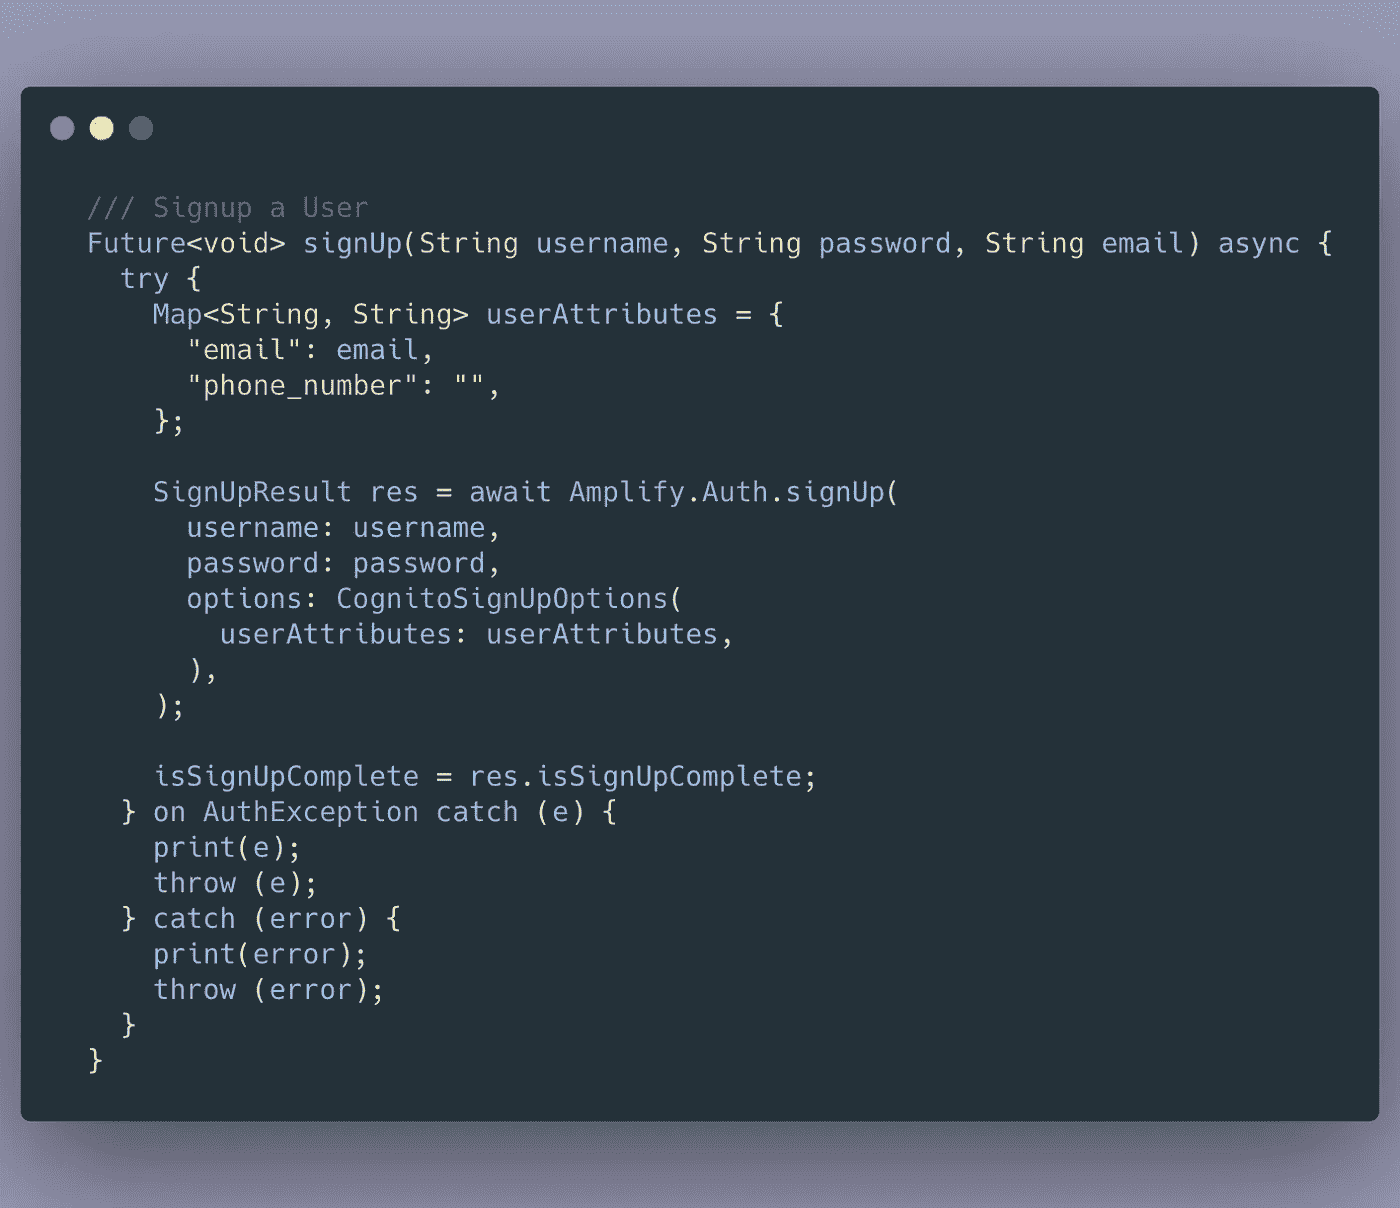 /// Signup a User
Future<void> signUp(String username, String password, String email) async {
  try {
    Map<String, String> userAttributes = {
      "email": email,
      "phone_number": "",
    };

    SignUpResult res = await Amplify.Auth.signUp(
      username: username,
      password: password,
      options: CognitoSignUpOptions(
        userAttributes: userAttributes,
      ),
    );

    isSignUpComplete = res.isSignUpComplete;
  } on AuthException catch (e) {
    print(e);
    throw (e);
  } catch (error) {
    print(error);
    throw (error);
  }
}